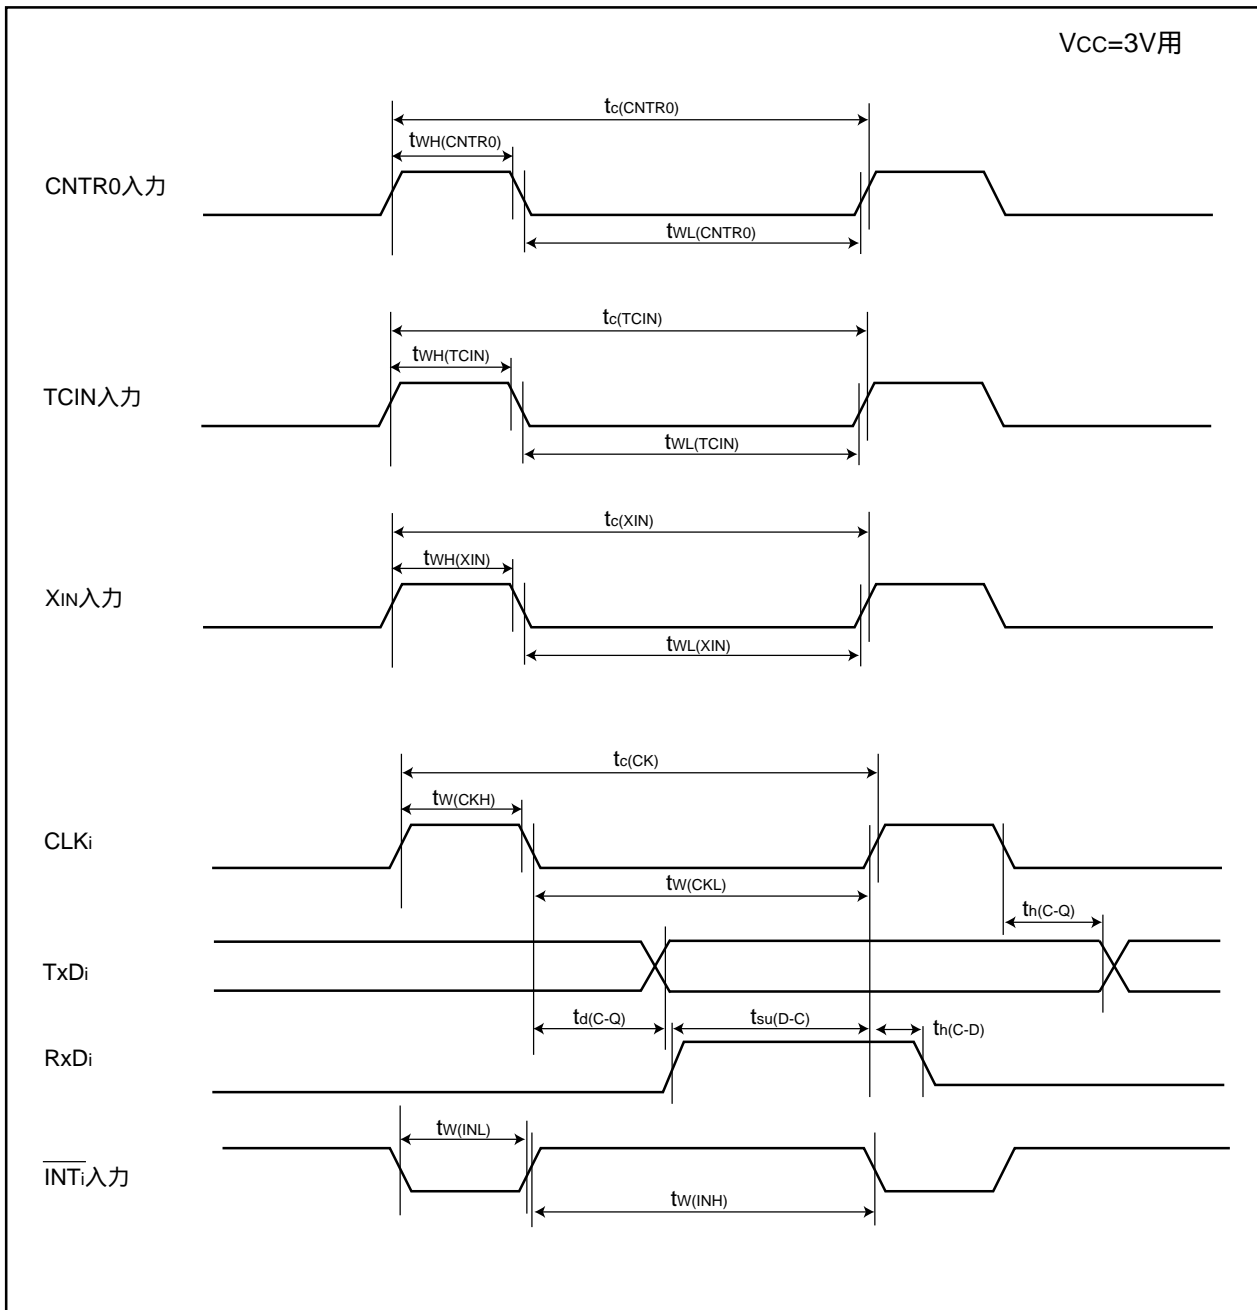 VCC=3V用
tc(CNTR0)
tWH(CNTR0)
CNTR0入力
tWL(CNTR0)
tc(TCIN)
tWH(TCIN)
TCIN入力
tWL(TCIN)
tc(XIN)
tWH(XIN)
XIN入力
tWL(XIN)
tc(CK)
tW(CKH)
CLKi
tW(CKL)
th(C-Q)
TxDi
td(C-Q)
tsu(D-C)
th(C-D)
RxDi
tW(INL)
INTi入力
tW(INH)